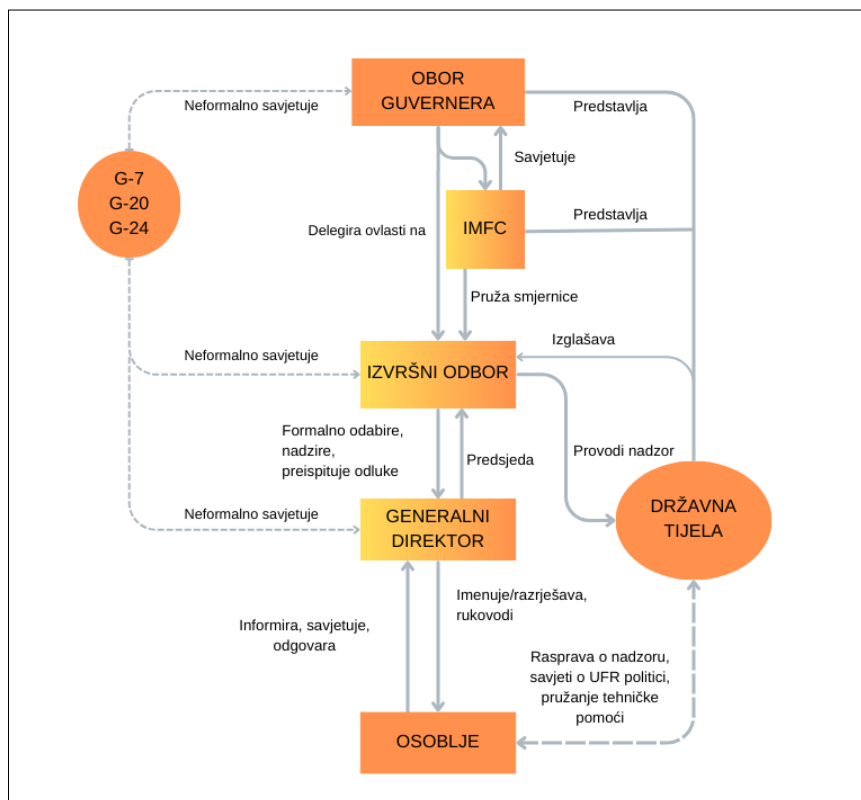 OBOR
GUVERNERA
Neformalno savjetuje
Predstavlja
Savjetuje
G-7
G-20
G-24
IMFC
Predstavlja
Delegira ovlasti na
Pruža smjernice
Izglašava
Neformalno savjetuje
IZVRŠNI ODBOR
Formalno odabire,
nadzire,
preispituje odluke
Predsjeda
Provodi nadzor
Neformalno savjetuje
GENERALNI
DIREKTOR
DRŽAVNA
TIJELA
Imenuje/razrješava,
rukovodi
Informira, savjetuje,
odgovara
Rasprava o nadzoru,
savjeti o UFR politici,
pružanje tehničke
pomoći
OSOBLJE